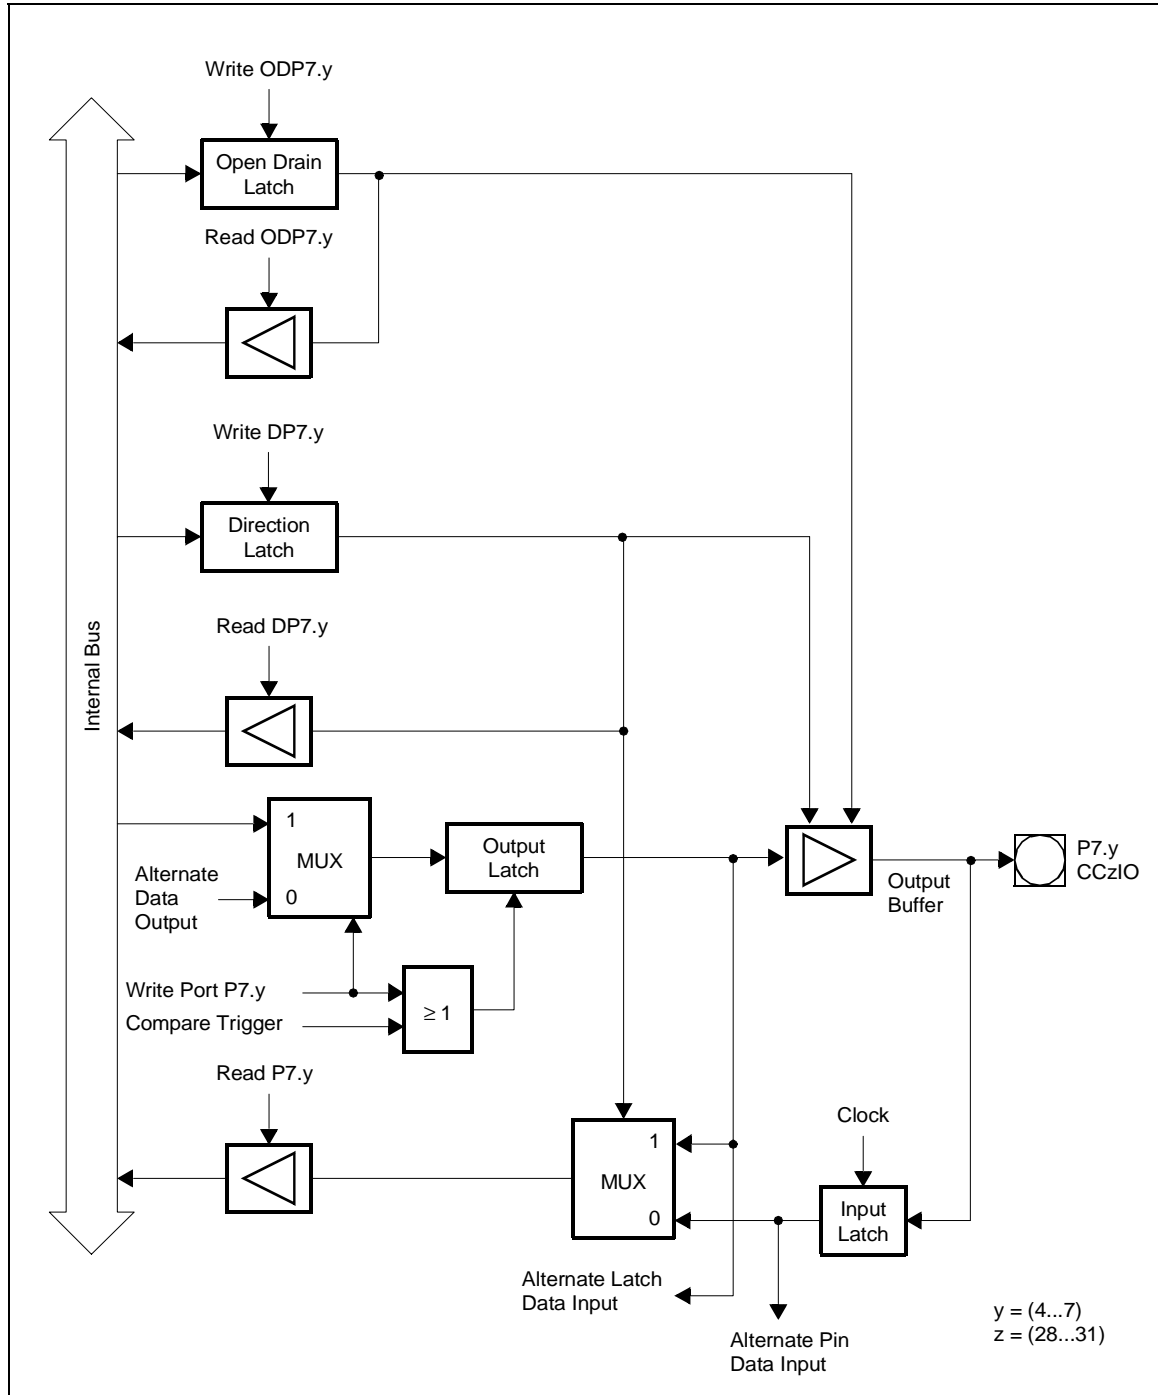 Write ODP7.y
Open Drain
Latch
Read ODP7.y
Write DP7.y
Direction
Latch
Read DP7.y
Internal Bus
1
MUX
0
Alternate
Data
Output
Output
Latch
Output
Buffer
P7.y
CCzIO
Write Port P7.y
Compare Trigger
≥ 1
Read P7.y
1
MUX
0
Clock
Input
Latch
Alternate Latch
Data Input
Alternate Pin
Data Input
y = (4...7)
z = (28...31)